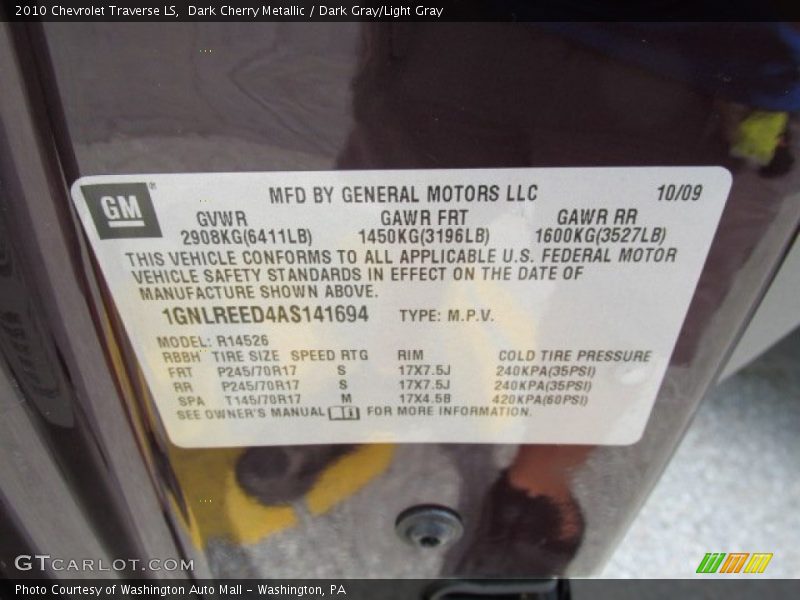 2010 Chevrolet Traverse LS,  Dark Cherry Metallic / Dark Gray/Light Gray
GM
MFD BY GENERAL MOTORS LLC 10/09
GVWR GAWR FRT GAWR RR
2908KG(6411LB) 1450KG(3196LB) 1600KG(3527LB)
THIS VEHICLE CONFORMS TO ALL APPLICABLE U.S. FEDERAL MOTOR
VEHICLE SAFETY STANDARDS IN EFFECT ON THE DATE OF
MANUFACTURE SHOWN ABOVE.
1GNLREED4AS141694 TYPE: M.P.V.
MODEL: R14526
RBBH TIRE SIZE SPEED RTG RIM COLD TIRE PRESSURE
FRT P245/70R17 S 17X7.5J 240KPA(35PSI)
RR P245/70R17 S 17X7.5J 240KPA(35PSI)
SPA T145/70R17 M 17X4.5B 420KPA(60PSI)
SEE OWNER'S MANUAL FOR MORE INFORMATION.
GTCARLOT.COM
Photo Courtesy of Washington Auto Mall - Washington, PA